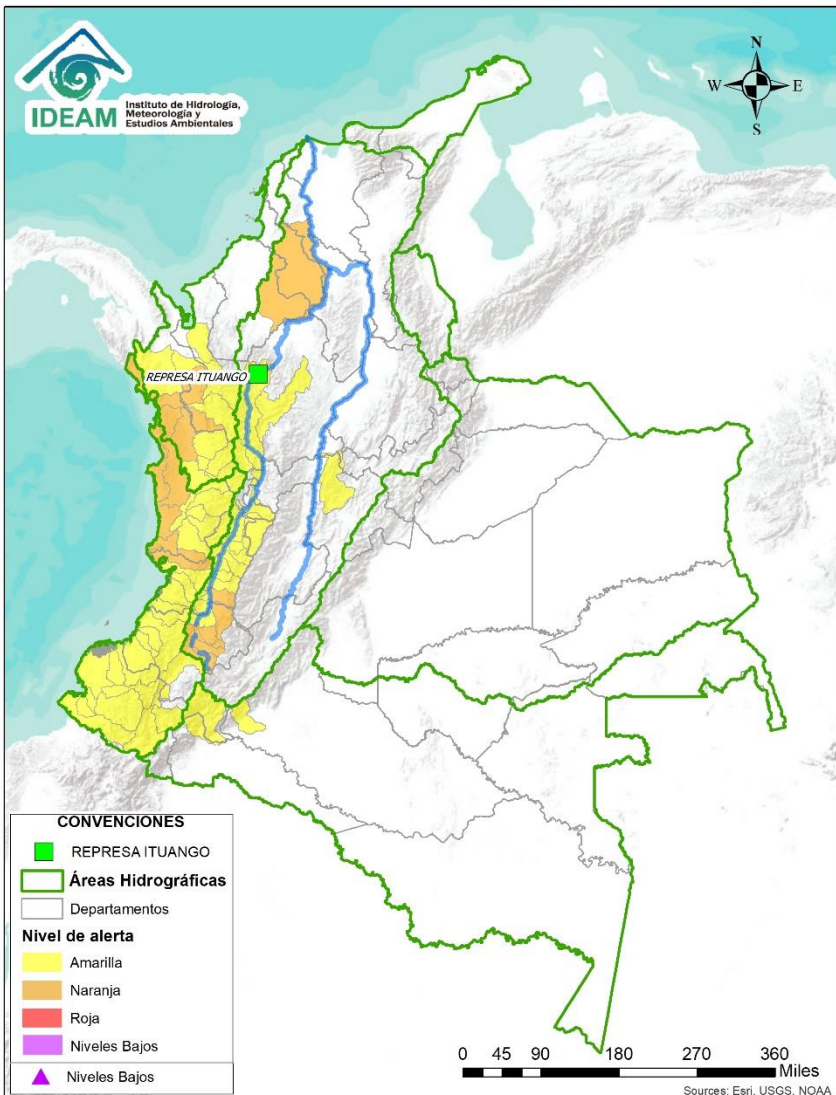 IDEAM
Instituto de Hidrología,
Meteorología y
Estudios Ambientales
N
W
E
S
REPRESA ITUANGO
CONVENCIONES
REPRESA ITUANGO
Áreas Hidrográficas
Departamentos
Nivel de alerta
Amarilla
Naranja
Roja
Niveles Bajos
Niveles Bajos
0 45 90 180 270 360
Miles
Sources: Esri, USGS, NOAA